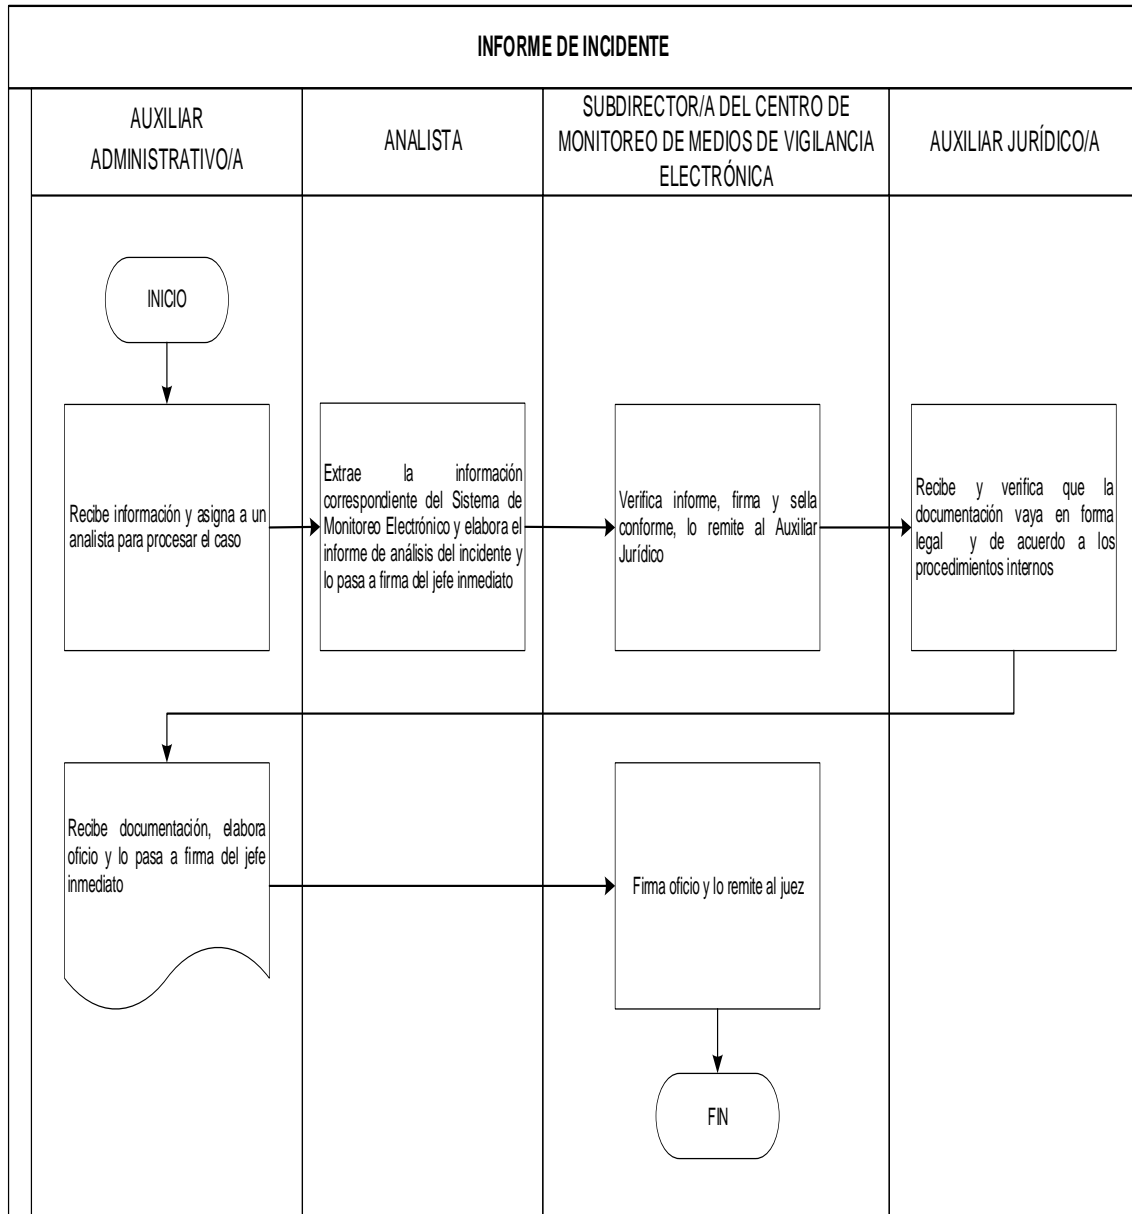 INFORME DE INCIDENTE
AUXILIAR
ADMINISTRATIVO/A
ANALISTA
SUBDIRECTOR/A DEL CENTRO DE
MONITOREO DE MEDIOS DE VIGILANCIA
ELECTRÓNICA
AUXILIAR JURÍDICO/A
INICIO
Recibe información y asigna a un
analista para procesar el caso
Extrae la información
correspondiente del Sistema de
Monitoreo Electrónico y elabora el
informe de análisis del incidente y
lo pasa a firma del jefe inmediato
Verifica informe, firma y sella
conforme, lo remite al Auxiliar
Jurídico
Recibe y verifica que la
documentación vaya en forma
legal y de acuerdo a los
procedimientos internos
Recibe documentación, elabora
oficio y lo pasa a firma del jefe
inmediato
Firma oficio y lo remite al juez
FIN